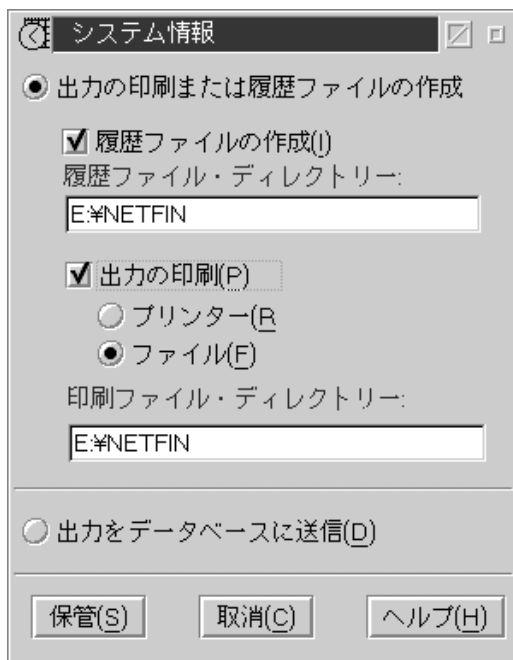 システム情報
出力の印刷または履歴ファイルの作成
履歴ファイルの作成(I)
履歴ファイル・ディレクトリー:
E:¥NETFIN
出力の印刷(P)
プリンター(R
ファイル(F)
印刷ファイル・ディレクトリー:
E:¥NETFIN
出力をデータベースに送信(D)
保管(S) 取消(C) ヘルプ(H)